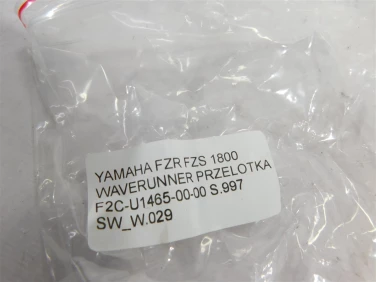 YAMAHA FZR FZS 1800
WAVERUNNER PRZELOTKA
F2C-U1465-00-00 S.997
SW_W.029